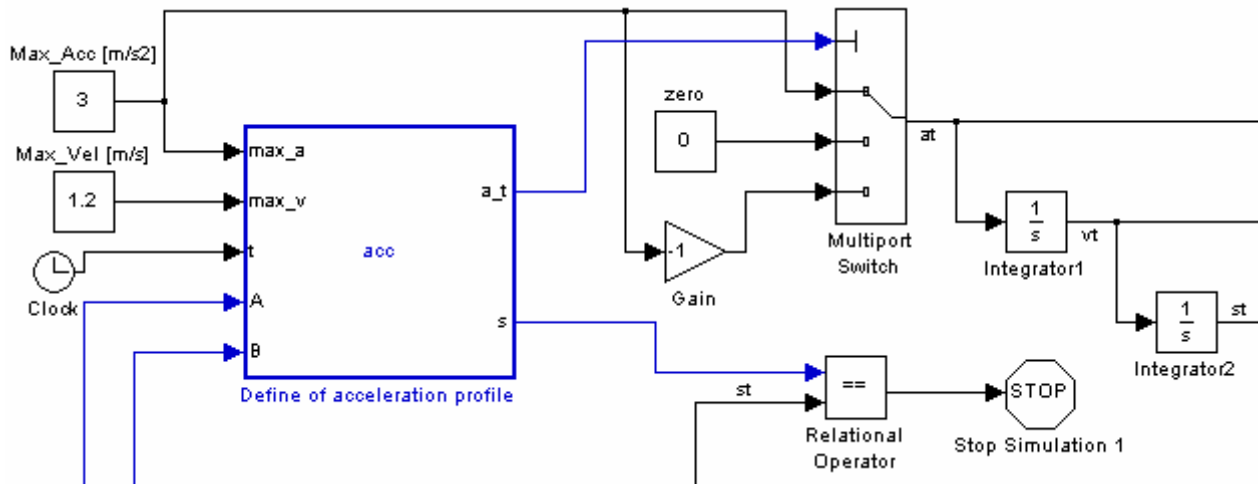 Max_Acc [m/s2]
3
Max_Vel [m/s]
1.2
Clock
max_a
max_v
t
A
B
acc
a_t
s
Define of acceleration profile
zero
0
-1
Gain
Multiport
Switch
at
1
s
Integrator1
vt
1
s
Integrator2
st
st
==
Relational
Operator
STOP
Stop Simulation 1